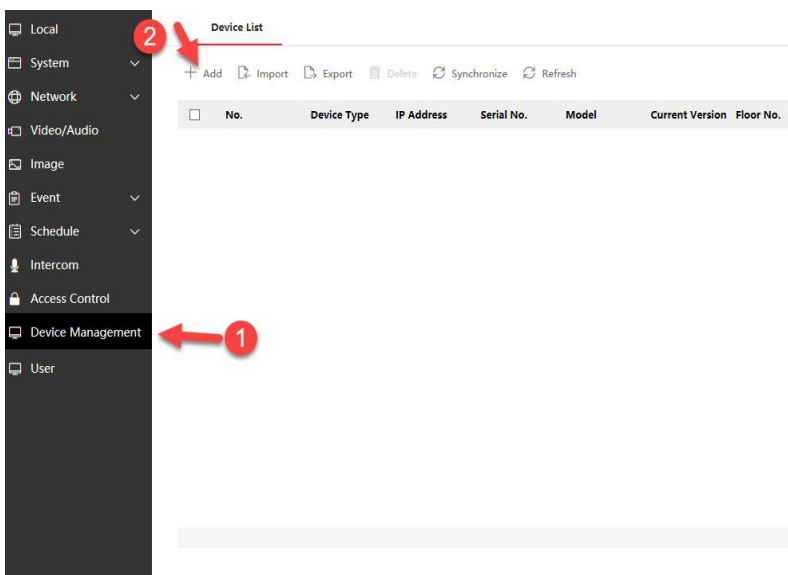 Local
System
Network
Video/Audio
Image
Event
Schedule
Intercom
Access Control
Device Management
User
2
Device List
Add Import Export Delete Synchronize Refresh
No. Device Type IP Address Serial No. Model Current Version Floor No.
1